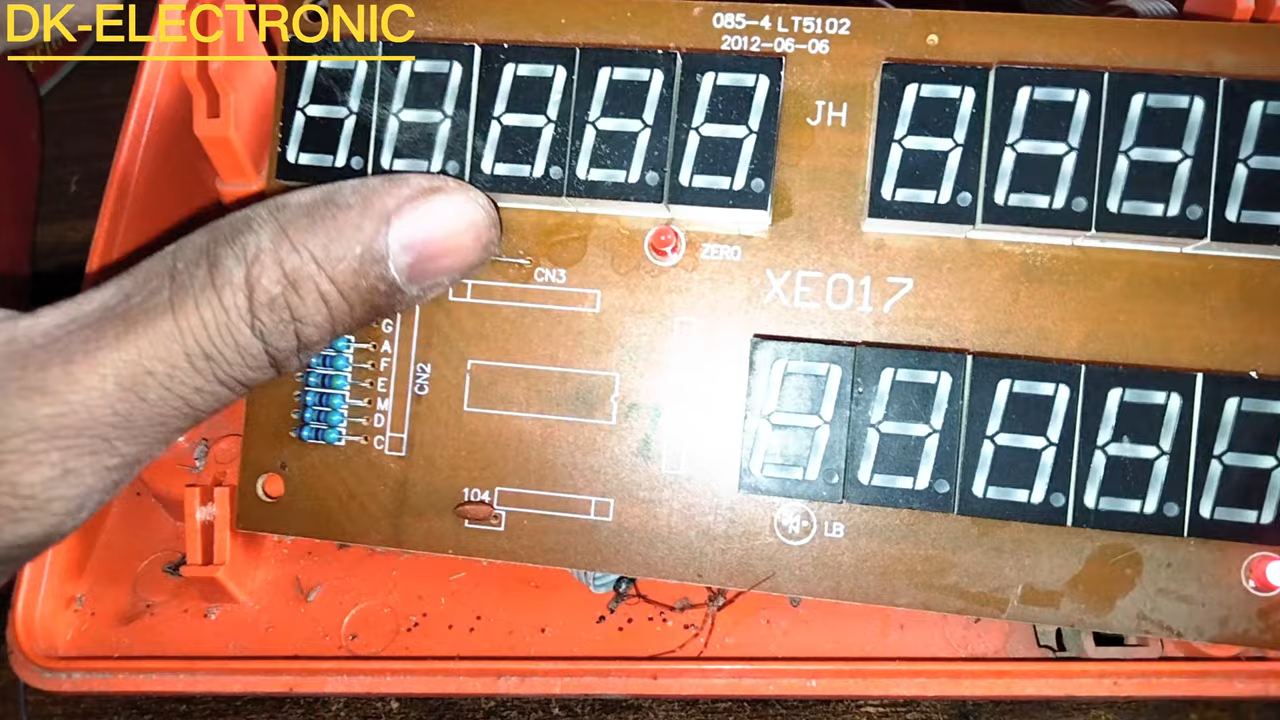 DK-ELECTRONIC
085-4 LT5102
2012-06-06
JH
ZERO
CN3
XE017
G
A
F
E
M
D
C
CN2
104
LB